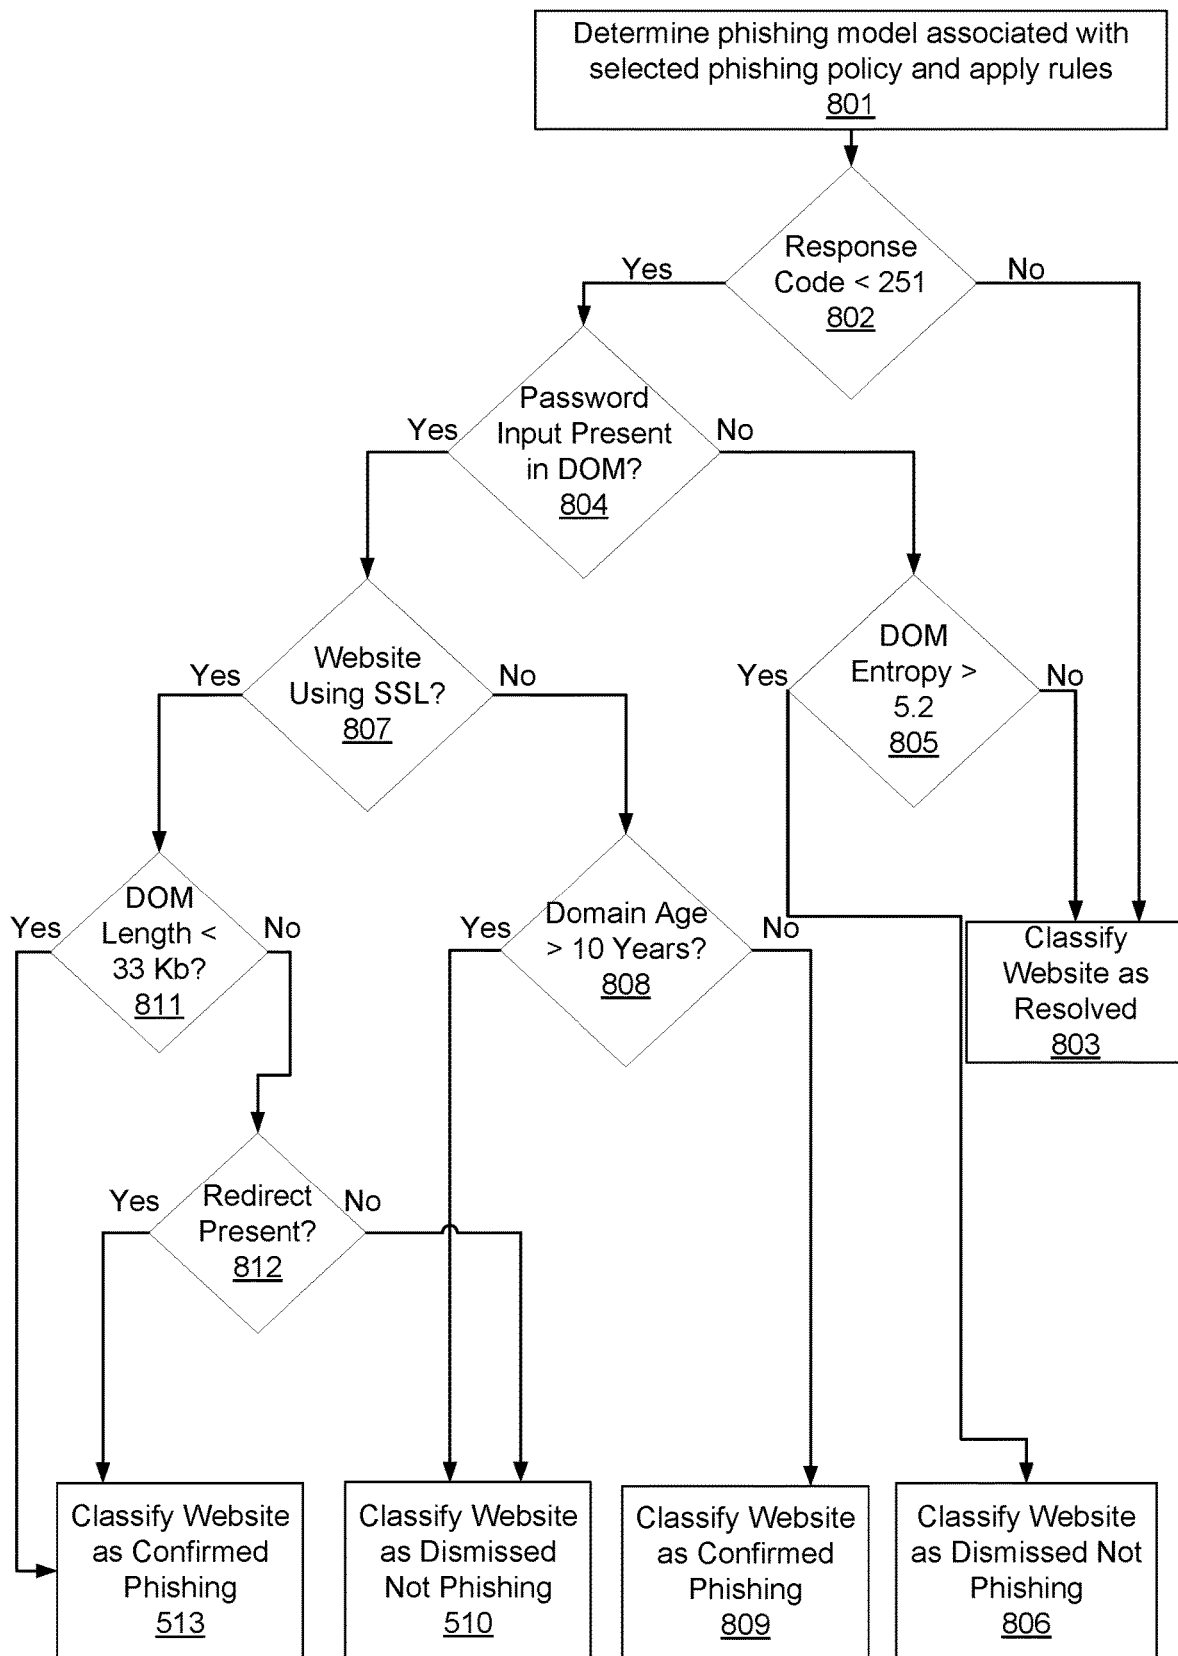 Determine phishing model associated with
selected phishing policy and apply rules
801
Response
Code < 251
802
Yes
No
Password
Input Present
in DOM?
804
Yes
No
Website
Using SSL?
807
Yes
No
DOM
Entropy >
5.2
805
Yes
No
DOM
Length <
33 Kb?
811
Yes
No
Domain Age
> 10 Years?
808
Yes
No
Classify
Website as
Resolved
803
Redirect
Present?
812
Yes
No
Classify Website
as Confirmed
Phishing
513
Classify Website
as Dismissed
Not Phishing
510
Classify Website
as Confirmed
Phishing
809
Classify Website
as Dismissed Not
Phishing
806